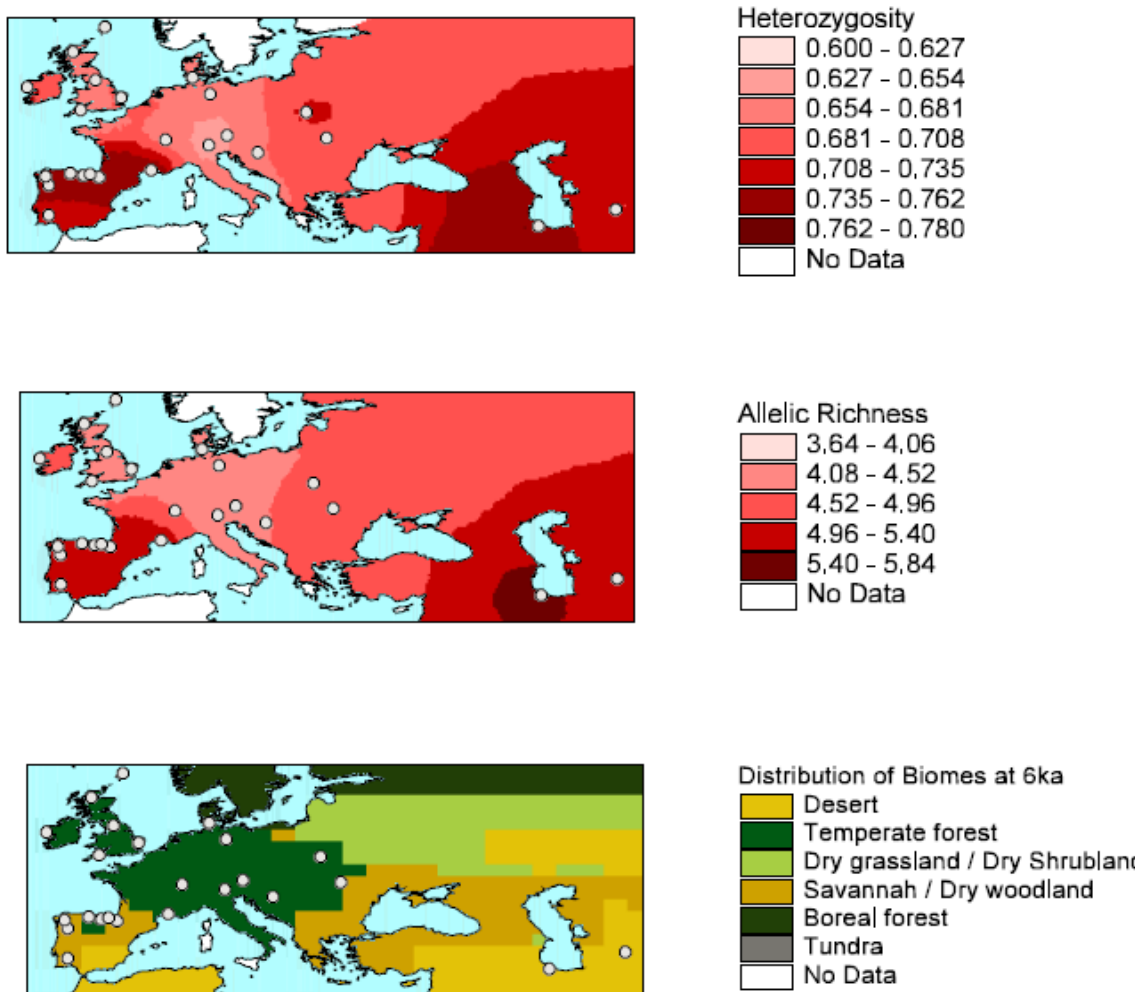 Heterozygosity
0.600 - 0.627
0.627 - 0.654
0.654 - 0.681
0.681 - 0.708
0.708 - 0.735
0.735 - 0.762
0.762 - 0.780
No Data
Allelic Richness
3.64 - 4.06
4.08 - 4.52
4.52 - 4.96
4.96 - 5.40
5.40 - 5.84
No Data
Distribution of Biomes at 6ka
Desert
Temperate forest
Dry grassland / Dry Shrubland
Savannah / Dry woodland
Boreal forest
Tundra
No Data